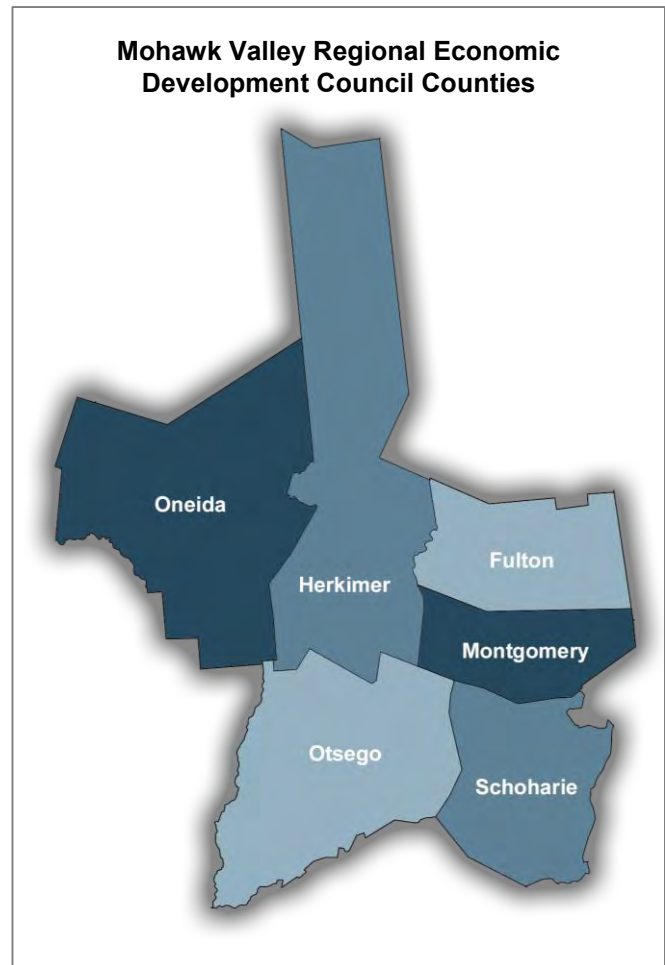 Mohawk Valley Regional Economic
Development Council Counties
Oneida
Fulton
Herkimer
Montgomery
Otsego
Schoharie